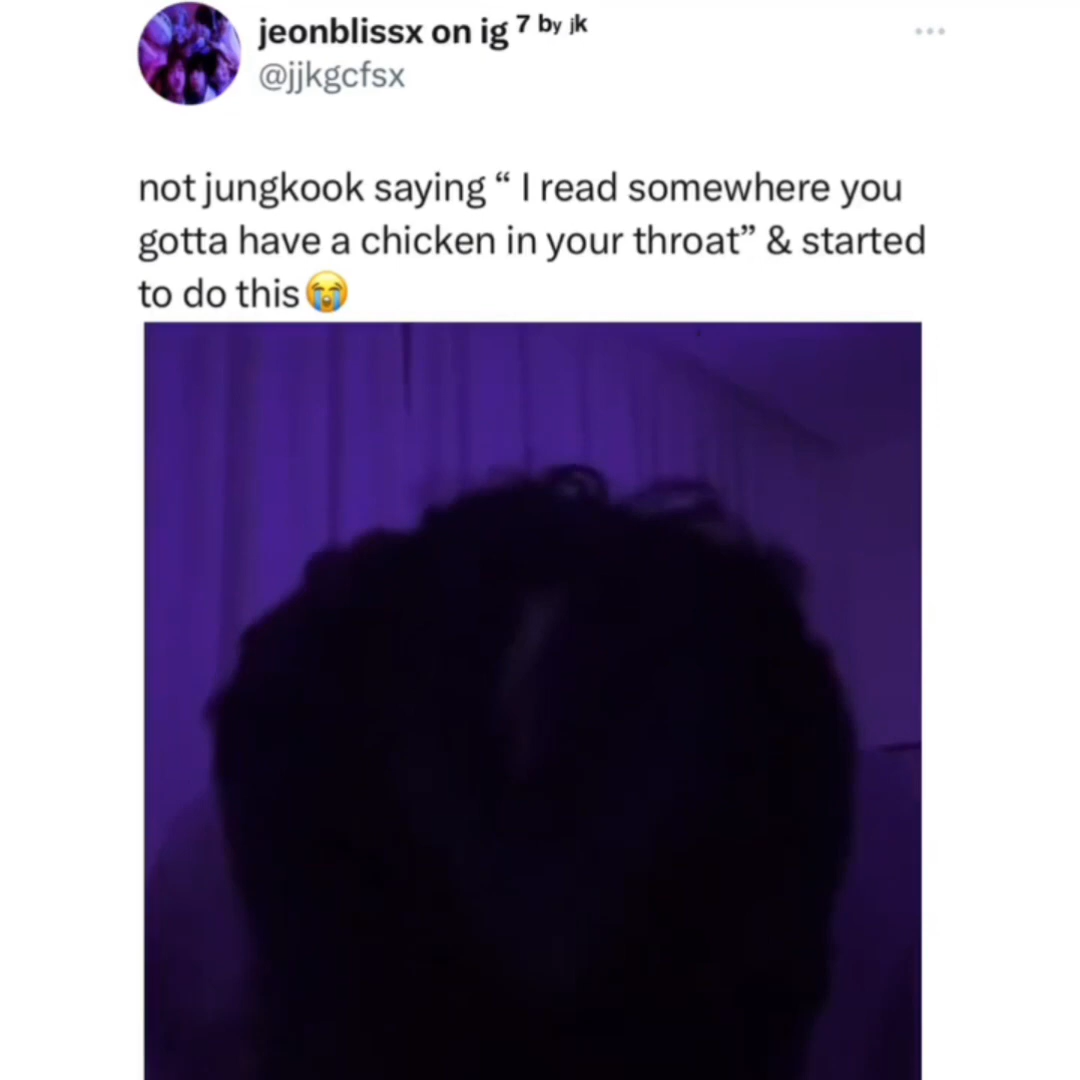 jeonblissx on ig ⁷ ᵇʸ ʲᵏ
@jjkgcfsx
not jungkook saying “ I read somewhere you
gotta have a chicken in your throat” & started
to do this😭